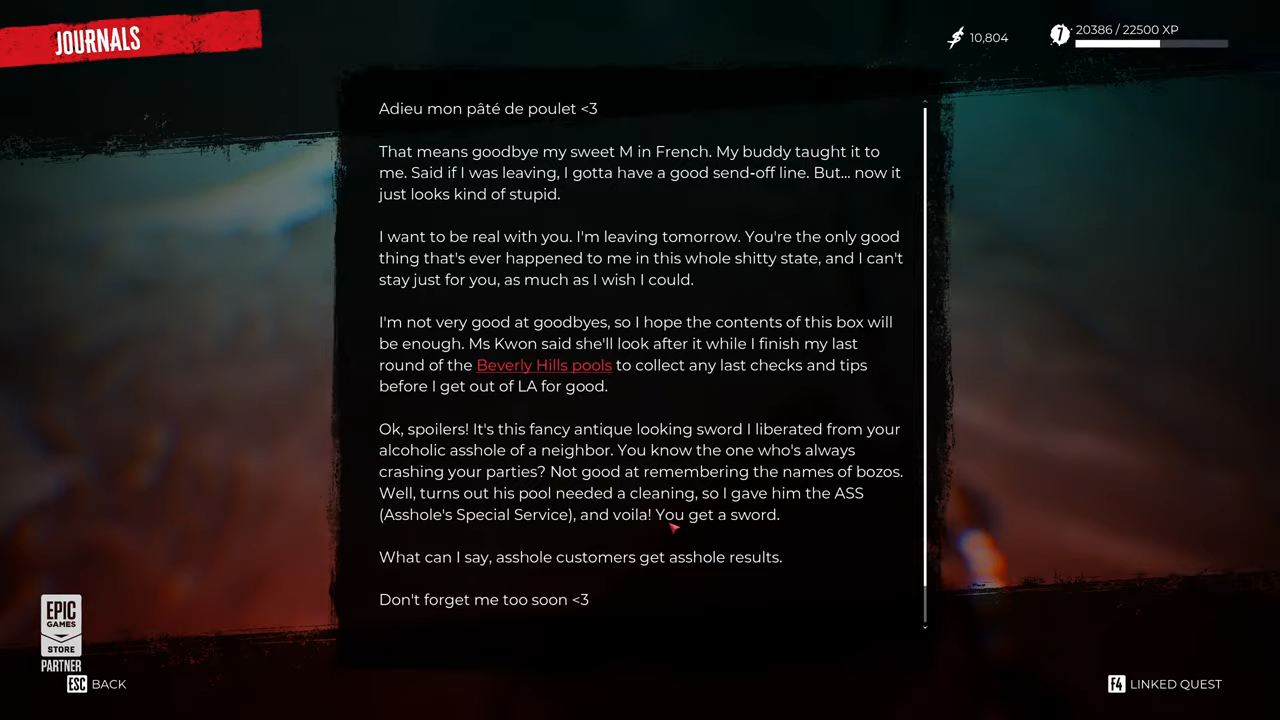 JOURNALS
10,804
7
20386 / 22500 XP
Adieu mon pâté de poulet <3
That means goodbye my sweet M in French. My buddy taught it to
me. Said if I was leaving, I gotta have a good send-off line. But... now it
just looks kind of stupid.
I want to be real with you. I'm leaving tomorrow. You're the only good
thing that's ever happened to me in this whole shitty state, and I can't
stay just for you, as much as I wish I could.
I'm not very good at goodbyes, so I hope the contents of this box will
be enough. Ms Kwon said she'll look after it while I finish my last
round of the Beverly Hills pools to collect any last checks and tips
before I get out of LA for good.
Ok, spoilers! It's this fancy antique looking sword I liberated from your
alcoholic asshole of a neighbor. You know the one who's always
crashing your parties? Not good at remembering the names of bozos.
Well, turns out his pool needed a cleaning, so I gave him the ASS
(Asshole's Special Service), and voila! You get a sword.
What can I say, asshole customers get asshole results.
Don't forget me too soon <3
EPIC
GAMES
STORE
PARTNER
ESC BACK
F4 LINKED QUEST